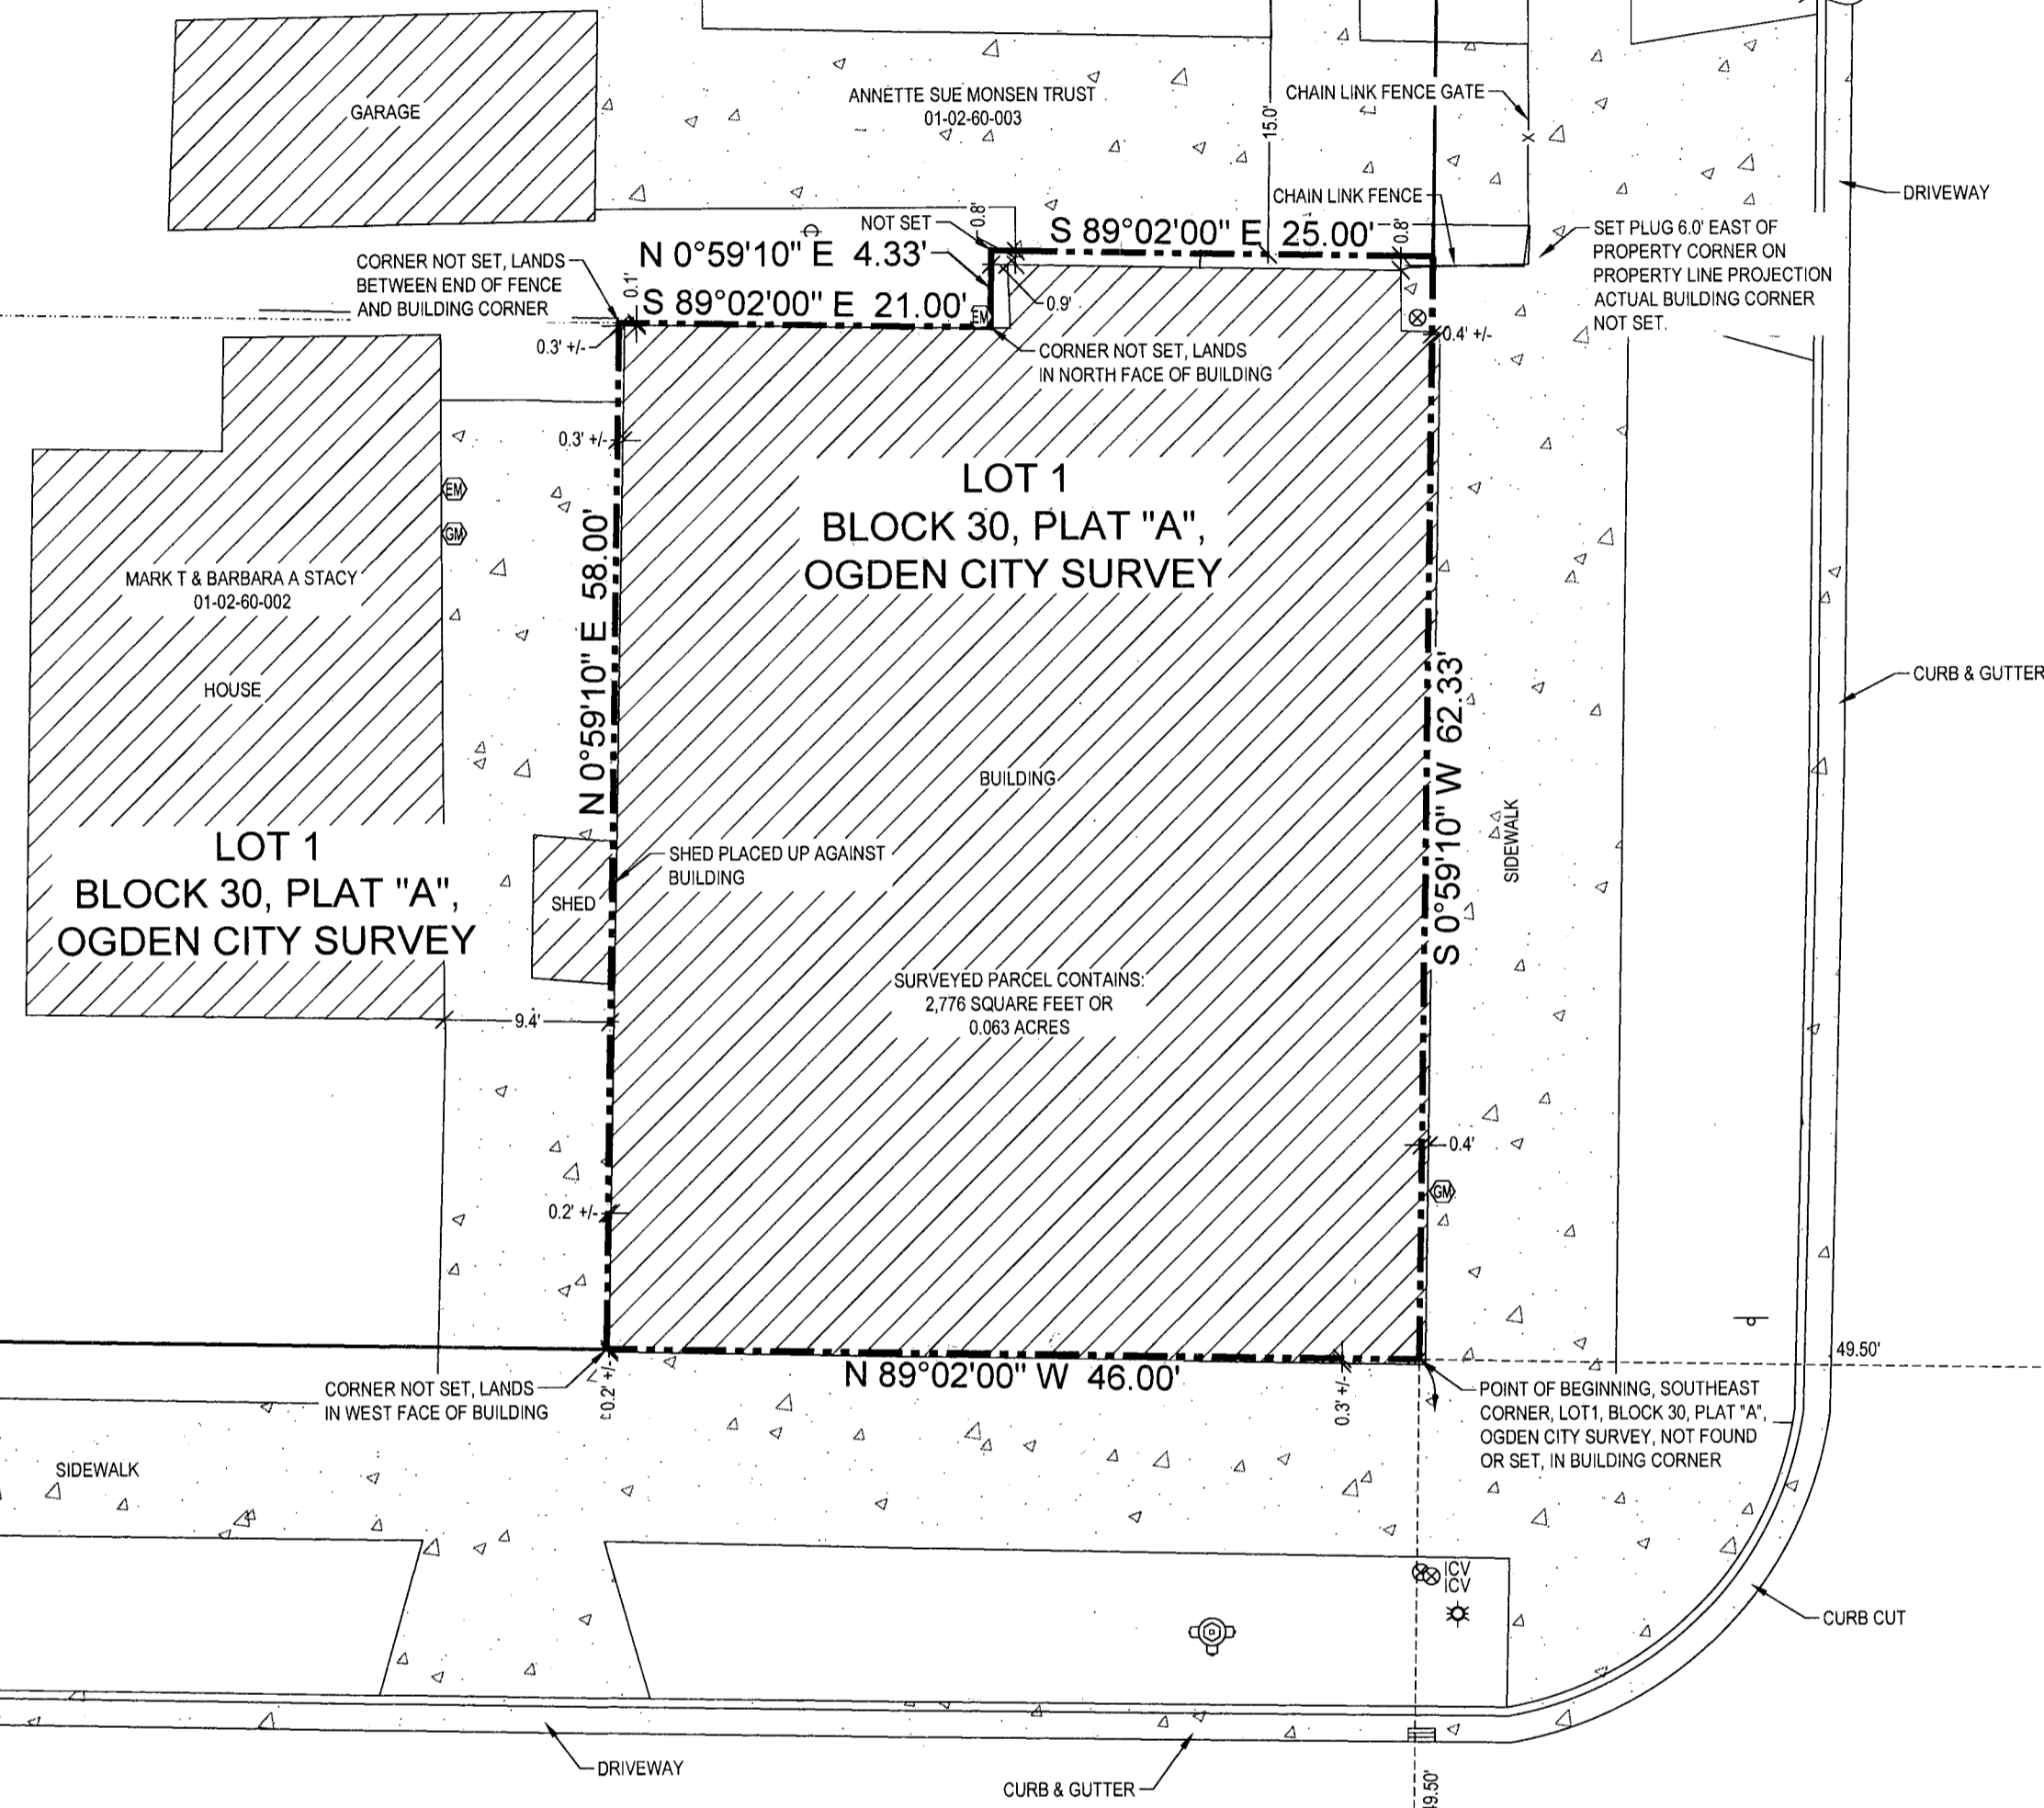 GARAGE
ANNETTE SUE MONSEN TRUST
01-02-60-003
15.0'
CHAIN LINK FENCE GATE
X
DRIVEWAY
CHAIN LINK FENCE
NOT SET
0.8'
S 89°02'00" E 25.00'
0.8'
SET PLUG 6.0' EAST OF
PROPERTY CORNER ON
PROPERTY LINE PROJECTION
ACTUAL BUILDING CORNER
NOT SET.
N 0°59'10" E 4.33'
CORNER NOT SET, LANDS
BETWEEN END OF FENCE
AND BUILDING CORNER
0.1'
S 89°02'00" E 21.00'
EM
0.9'
0.3' +/-
0.4' +/-
CORNER NOT SET, LANDS
IN NORTH FACE OF BUILDING
0.3' +/-
LOT 1
BLOCK 30, PLAT "A",
OGDEN CITY SURVEY
EM
GM
N 0°59'10" E 58.00'
MARK T & BARBARA A STACY
01-02-60-002
HOUSE
CURB & GUTTER
S 0°59'10" W 62.33'
BUILDING
SIDEWALK
LOT 1
BLOCK 30, PLAT "A",
OGDEN CITY SURVEY
SHED PLACED UP AGAINST
BUILDING
SHED
SURVEYED PARCEL CONTAINS:
2,776 SQUARE FEET OR
0.063 ACRES
9.4'
0.4'
GM
0.2' +/-
49.50'
N 89°02'00" W 46.00'
0.2' +/-
0.3' +/-
CORNER NOT SET, LANDS
IN WEST FACE OF BUILDING
POINT OF BEGINNING, SOUTHEAST
CORNER, LOT1, BLOCK 30, PLAT "A",
OGDEN CITY SURVEY, NOT FOUND
OR SET, IN BUILDING CORNER
SIDEWALK
ICV
ICV
CURB CUT
DRIVEWAY
CURB & GUTTER
49.50'